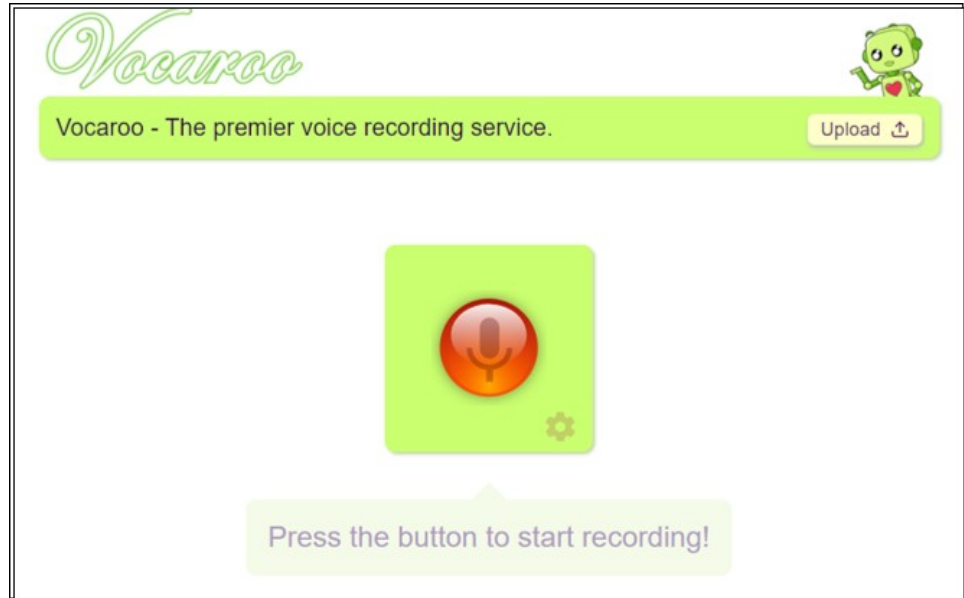 Vocaroo
Vocaroo - The premier voice recording service.
Upload
Press the button to start recording!